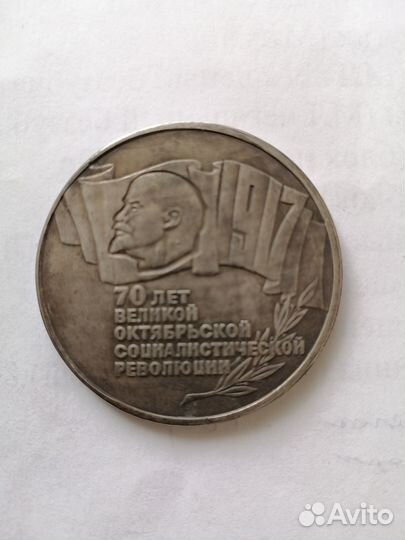 1917
70 ЛЕТ
ВЕЛИКОЙ
ОКТЯБРЬСКОЙ
СОЦИАЛИСТИЧЕСКОЙ
РЕВОЛЮЦИИ
Avito